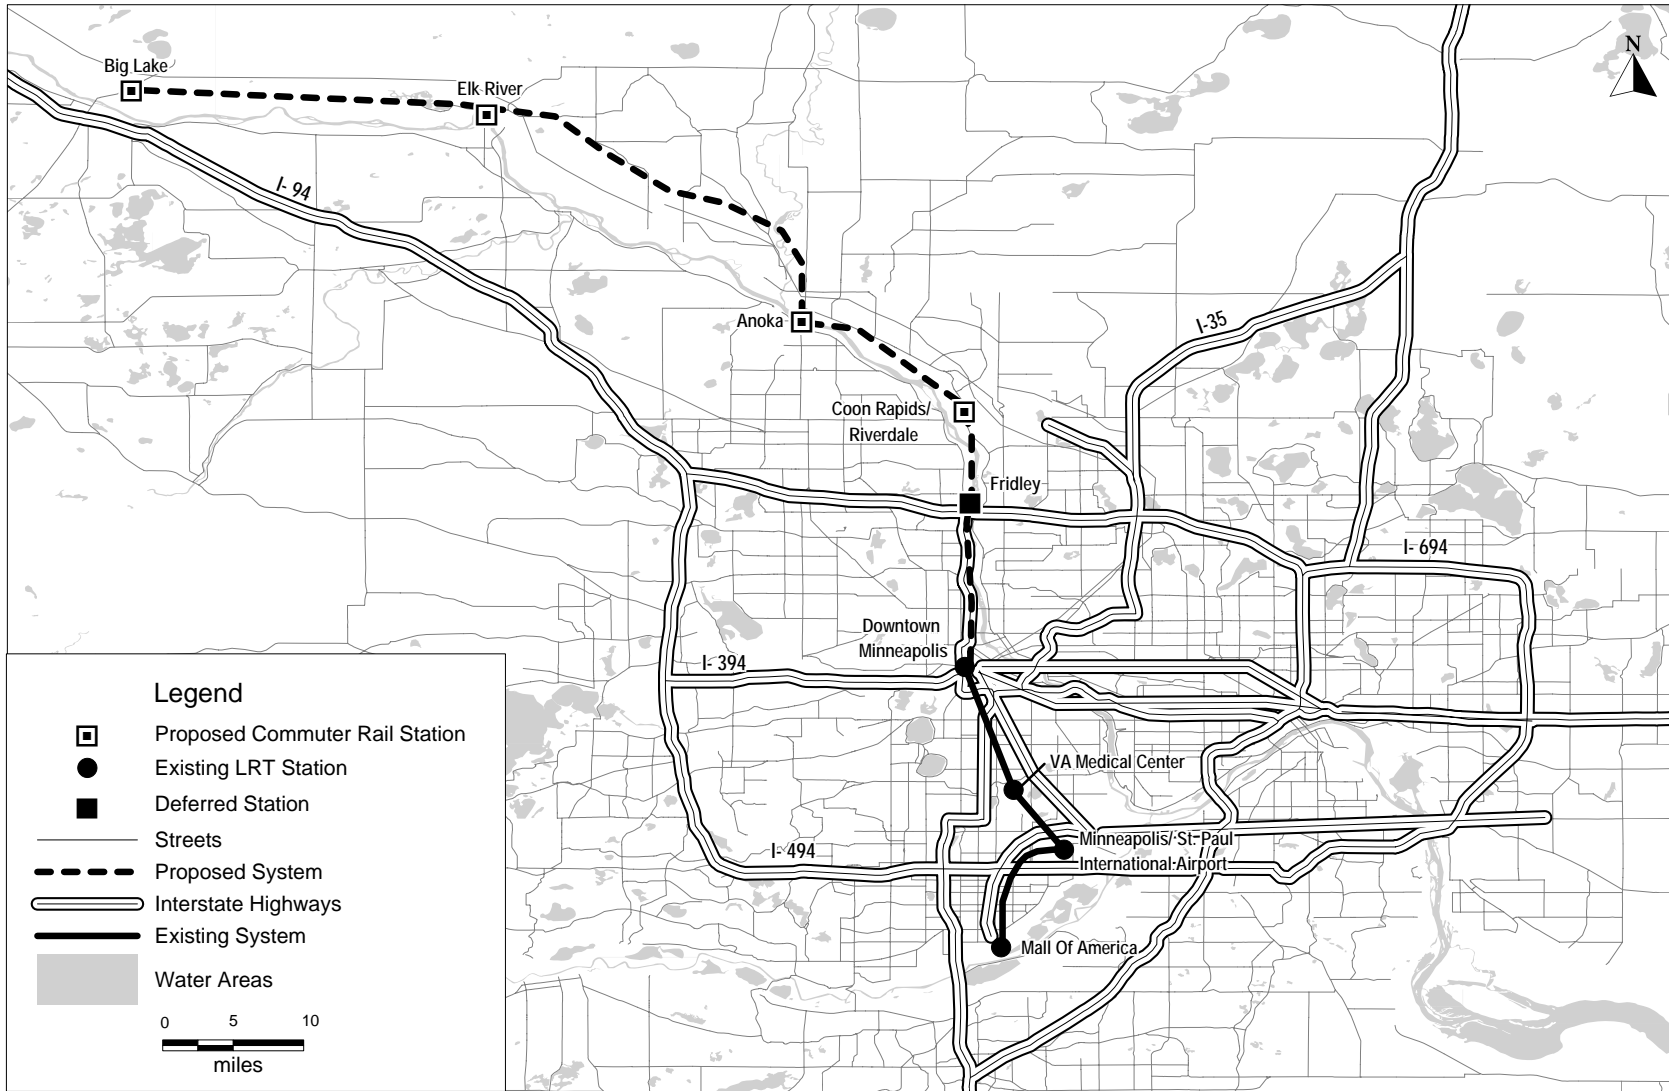 Big Lake
Elk River
N
I- 94
Anoka
I-35
Coon Rapids/
Riverdale
Fridley
I- 694
Downtown
Minneapolis
I- 394
VA Medical Center
Minneapolis/ St. Paul
International Airport
I- 494
Mall Of America
Legend
Proposed Commuter Rail Station
Existing LRT Station
Deferred Station
Streets
Proposed System
Interstate Highways
Existing System
Water Areas
0 5 10
miles